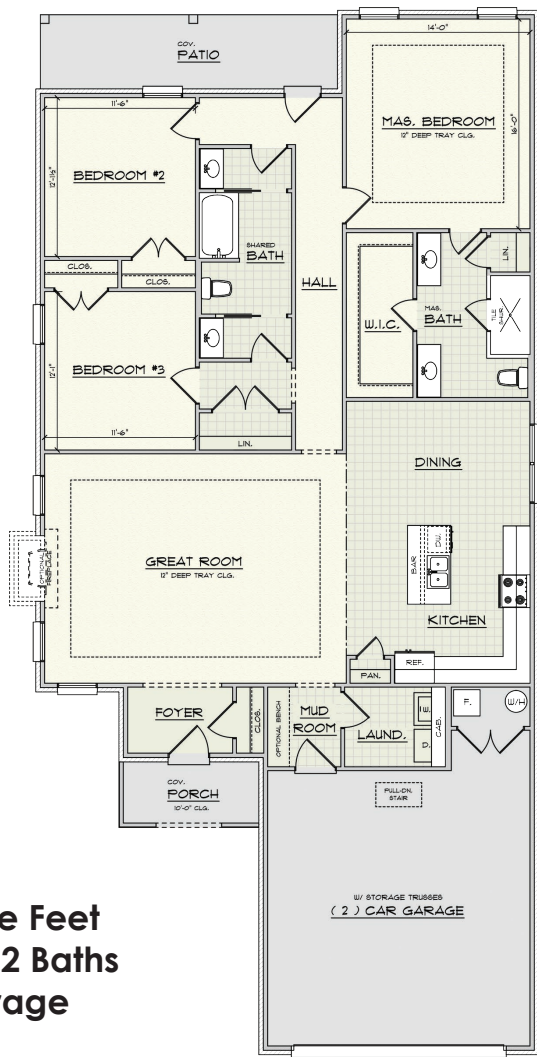 COV.
PATIO
14'-0"
11'-6"
MAS. BEDROOM
12" DEEP TRAY CLG.
16'-0"
BEDROOM #2
12'-1½"
SHARED
BATH
LIN.
CLOS.
CLOS.
HALL
W.I.C.
MAS.
BATH
TILE
SHWR
BEDROOM #3
12'-1"
11'-6"
LIN.
DINING
GREAT ROOM
12" DEEP TRAY CLG.
OPTIONAL
FIREPLACE
BAR
D.W.
KITCHEN
REF.
PAN.
FOYER
CLOS.
OPTIONAL BENCH
MUD
ROOM
LAUND.
W.
D.
CAB.
F.
W/H
COV.
PORCH
10'-0" CLG.
PULL-DN.
STAIR
W/ STORAGE TRUSSES
( 2 ) CAR GARAGE
e Feet
2 Baths
age